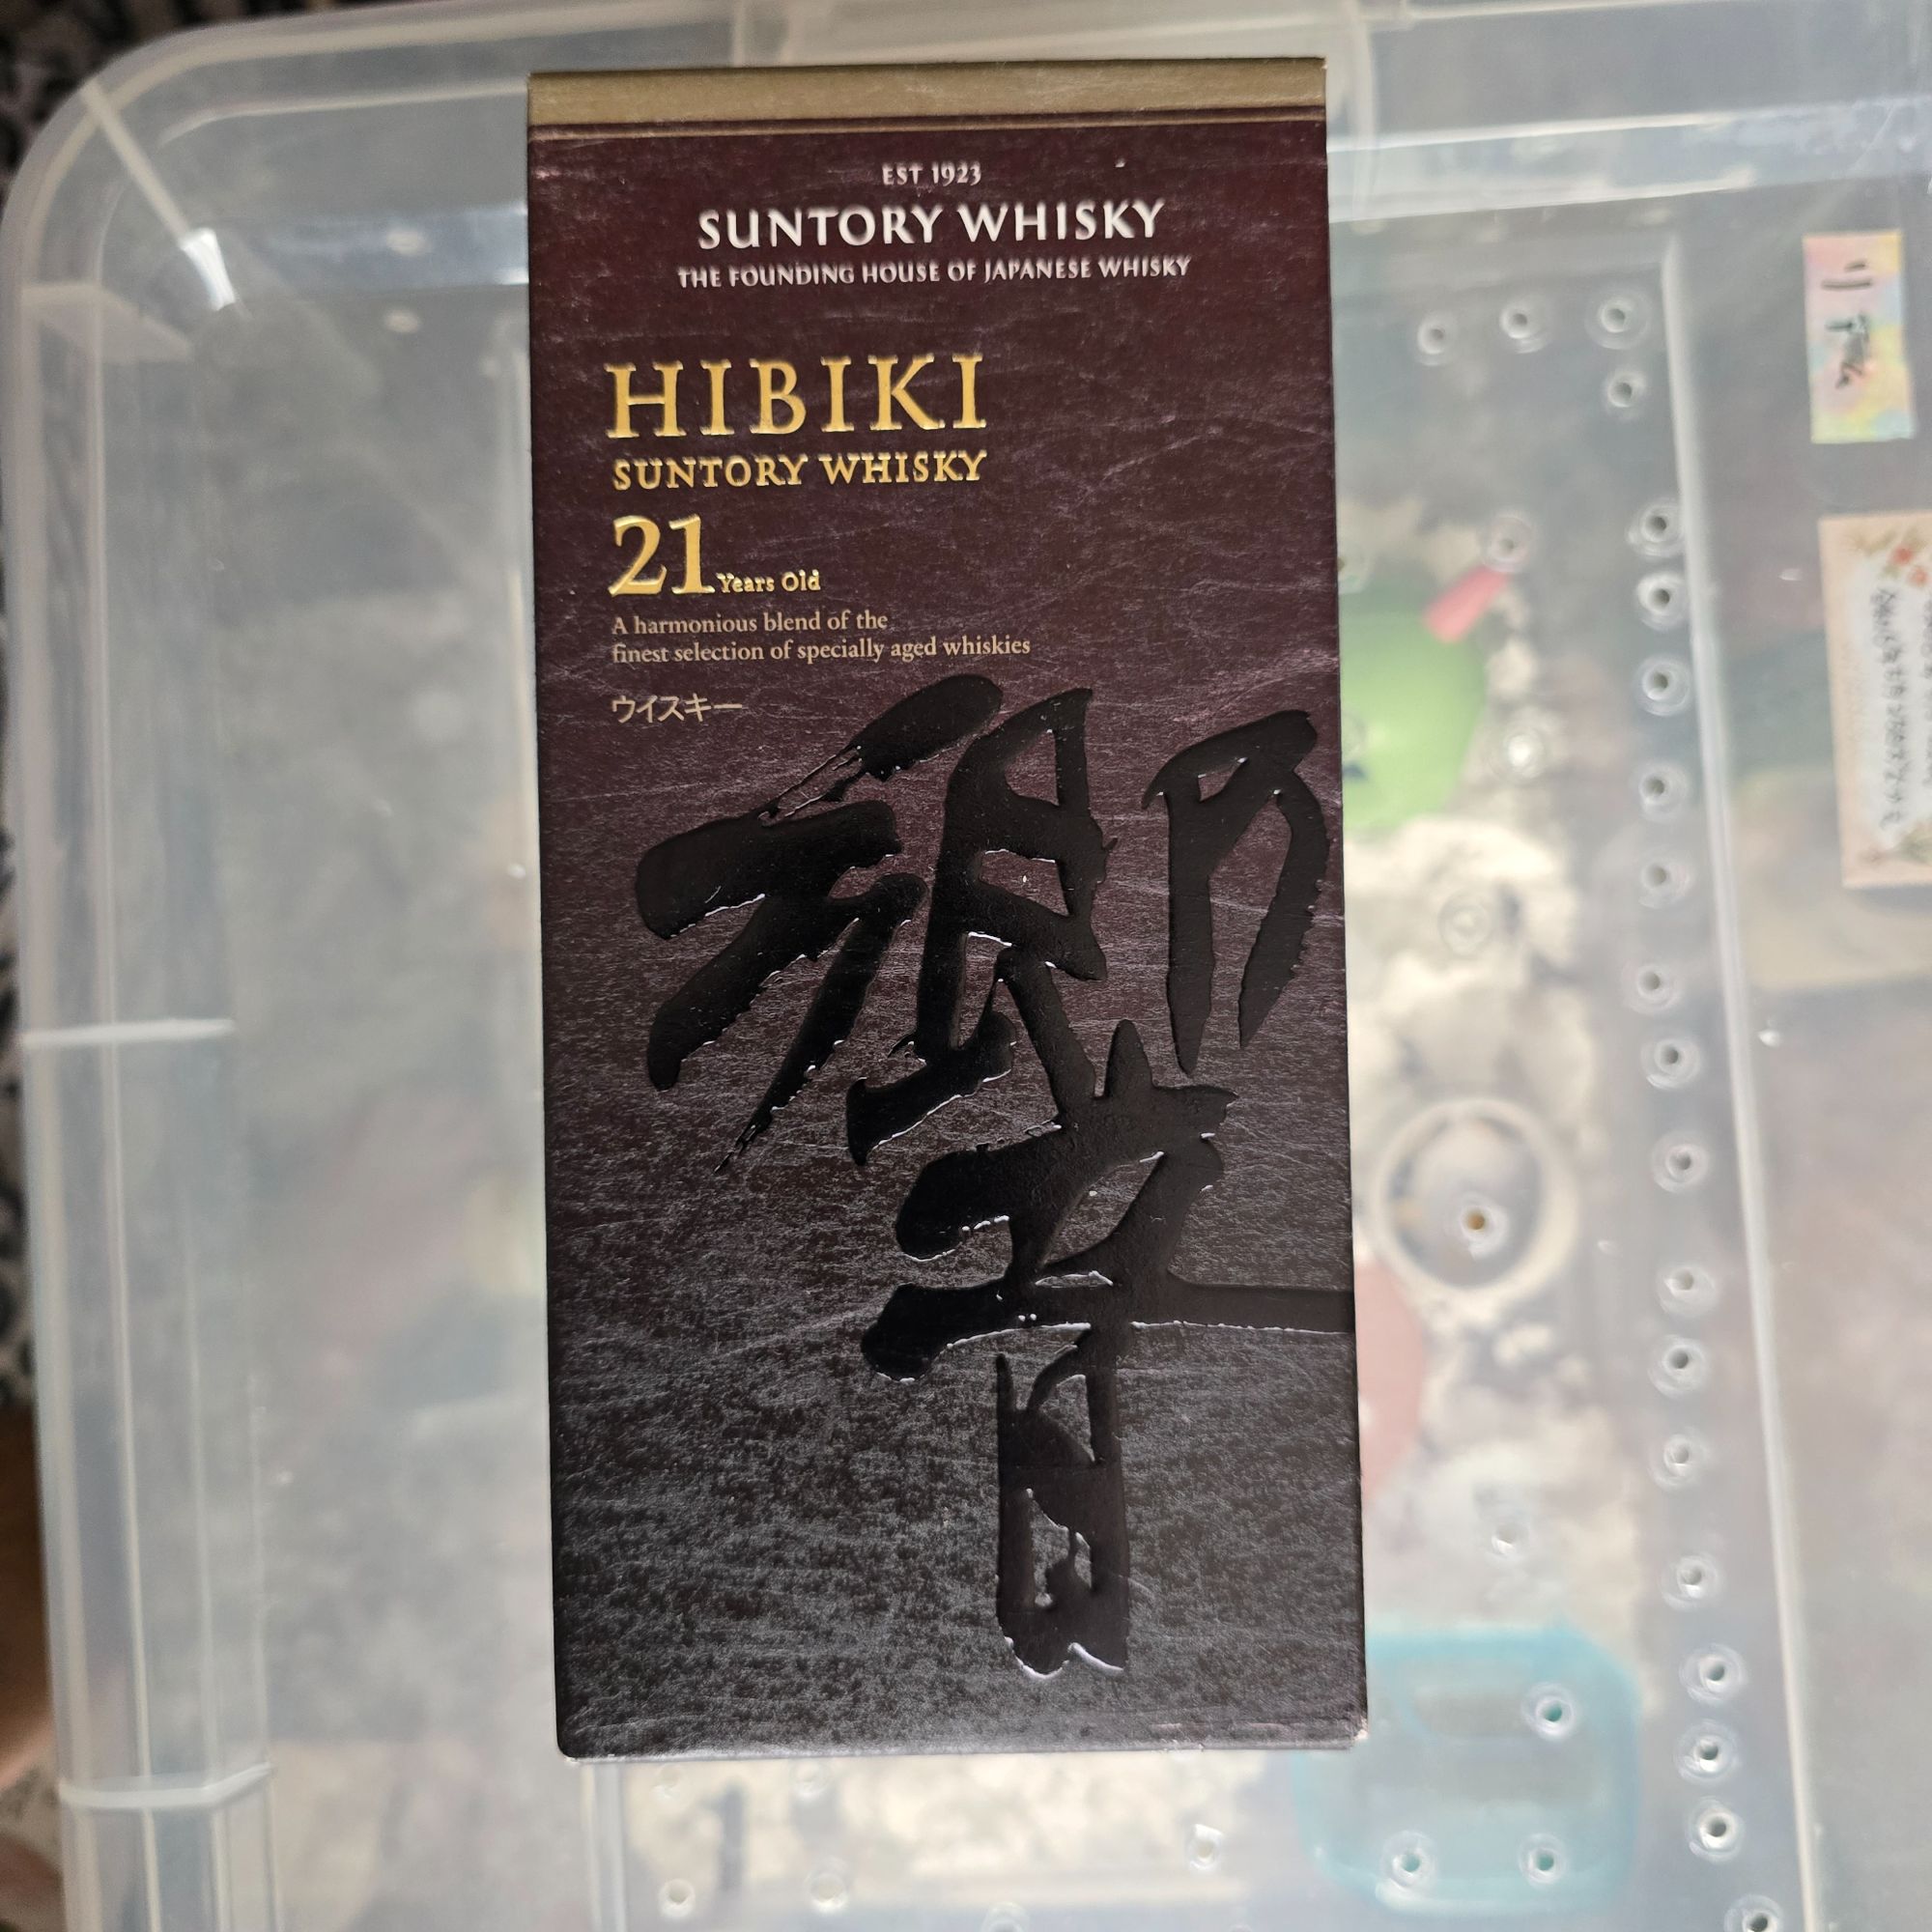 EST 1923
SUNTORY WHISKY
THE FOUNDING HOUSE OF JAPANESE WHISKY
HIBIKI
SUNTORY WHISKY
21 Years Old
A harmonious blend of the
finest selection of specially aged whiskies
ウイスキー
響